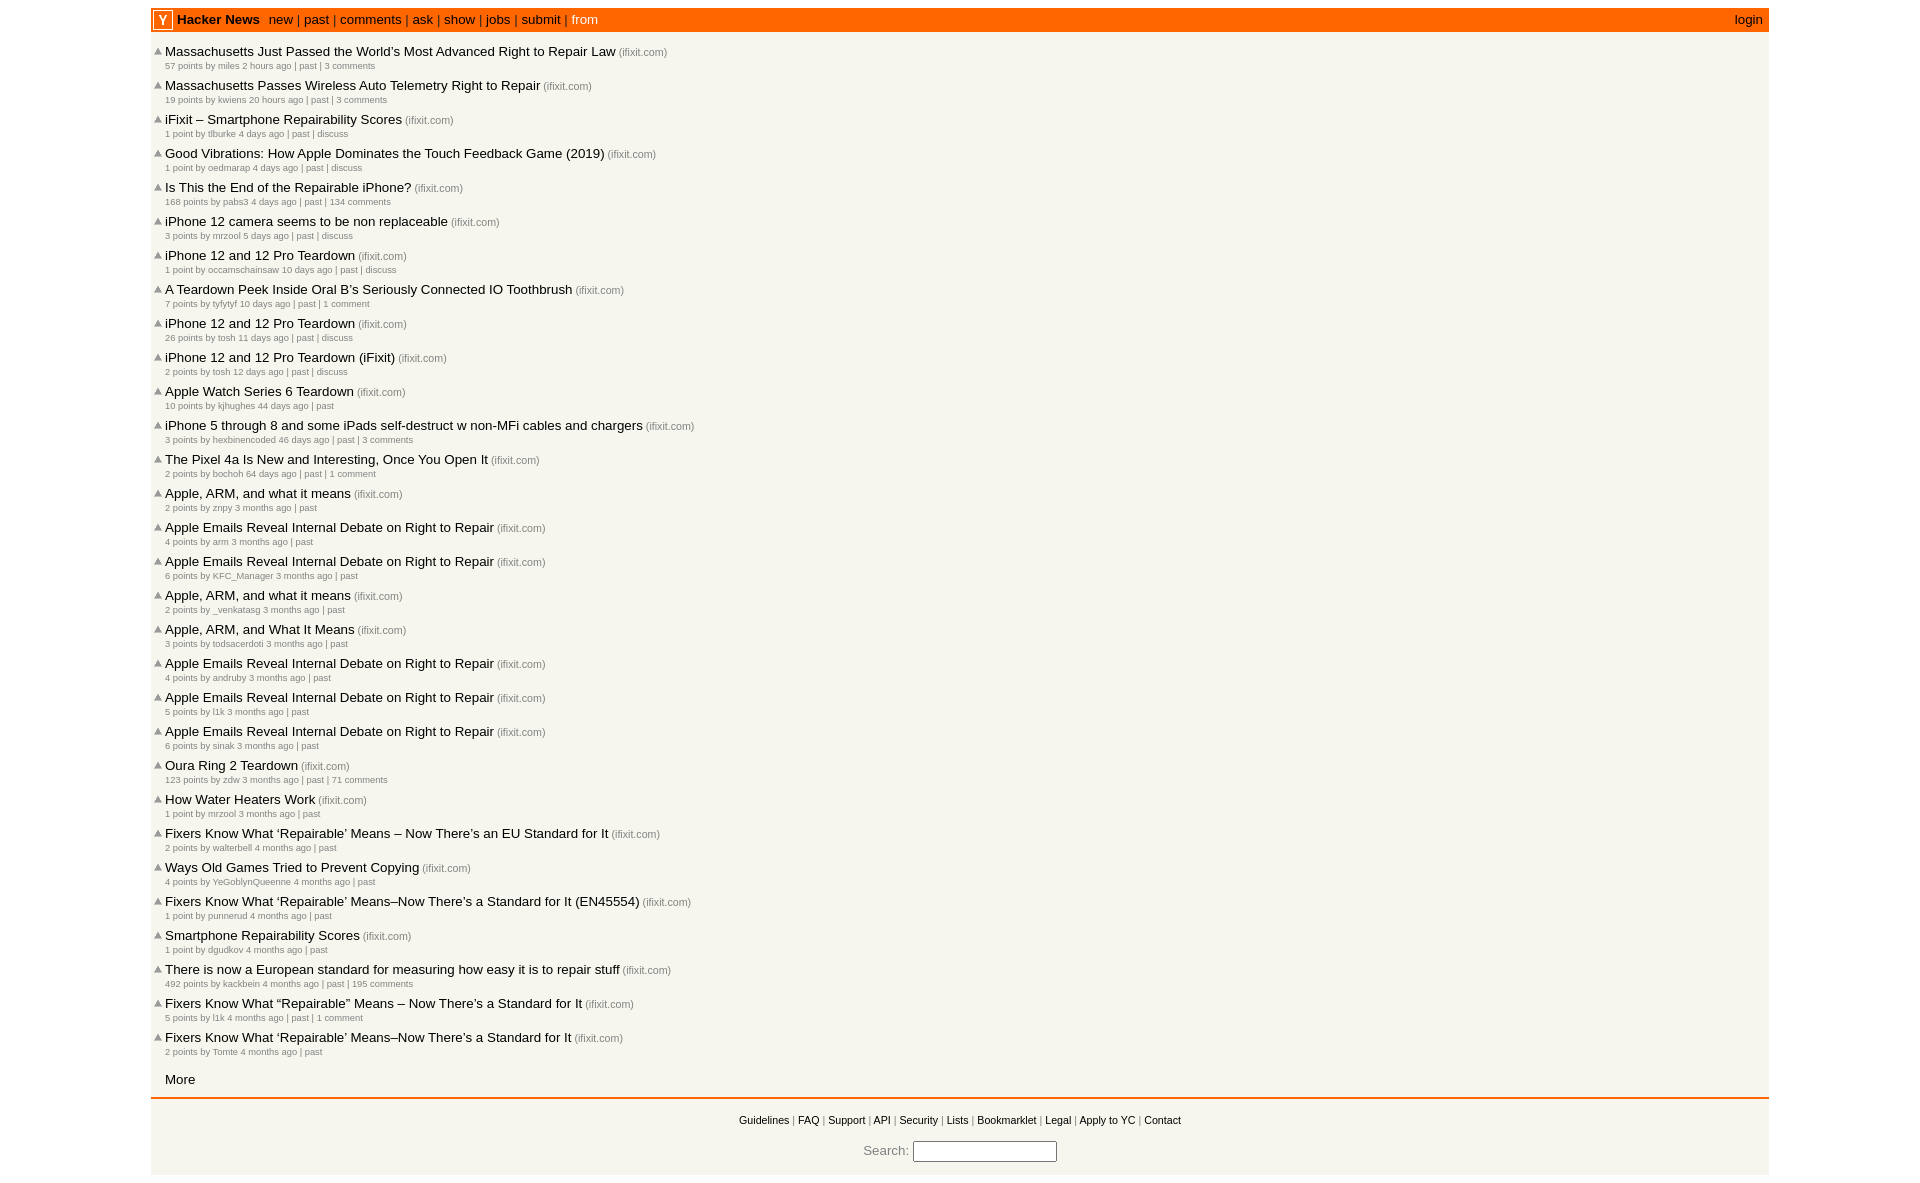 Y Hacker News new | past | comments | ask | show | jobs | submit | from login
Massachusetts Just Passed the World’s Most Advanced Right to Repair Law (ifixit.com)
57 points by miles 2 hours ago | past | 3 comments
Massachusetts Passes Wireless Auto Telemetry Right to Repair (ifixit.com)
19 points by kwiens 20 hours ago | past | 3 comments
iFixit – Smartphone Repairability Scores (ifixit.com)
1 point by tlburke 4 days ago | past | discuss
Good Vibrations: How Apple Dominates the Touch Feedback Game (2019) (ifixit.com)
1 point by oedmarap 4 days ago | past | discuss
Is This the End of the Repairable iPhone? (ifixit.com)
168 points by pabs3 4 days ago | past | 134 comments
iPhone 12 camera seems to be non replaceable (ifixit.com)
3 points by mrzool 5 days ago | past | discuss
iPhone 12 and 12 Pro Teardown (ifixit.com)
1 point by occamschainsaw 10 days ago | past | discuss
A Teardown Peek Inside Oral B’s Seriously Connected IO Toothbrush (ifixit.com)
7 points by tyfytyf 10 days ago | past | 1 comment
iPhone 12 and 12 Pro Teardown (ifixit.com)
26 points by tosh 11 days ago | past | discuss
iPhone 12 and 12 Pro Teardown (iFixit) (ifixit.com)
2 points by tosh 12 days ago | past | discuss
Apple Watch Series 6 Teardown (ifixit.com)
10 points by kjhughes 44 days ago | past
iPhone 5 through 8 and some iPads self-destruct w non-MFi cables and chargers (ifixit.com)
3 points by hexbinencoded 46 days ago | past | 3 comments
The Pixel 4a Is New and Interesting, Once You Open It (ifixit.com)
2 points by bochoh 64 days ago | past | 1 comment
Apple, ARM, and what it means (ifixit.com)
2 points by znpy 3 months ago | past
Apple Emails Reveal Internal Debate on Right to Repair (ifixit.com)
4 points by arm 3 months ago | past
Apple Emails Reveal Internal Debate on Right to Repair (ifixit.com)
6 points by KFC_Manager 3 months ago | past
Apple, ARM, and what it means (ifixit.com)
2 points by _venkatasg 3 months ago | past
Apple, ARM, and What It Means (ifixit.com)
3 points by todsacerdoti 3 months ago | past
Apple Emails Reveal Internal Debate on Right to Repair (ifixit.com)
4 points by andruby 3 months ago | past
Apple Emails Reveal Internal Debate on Right to Repair (ifixit.com)
5 points by l1k 3 months ago | past
Apple Emails Reveal Internal Debate on Right to Repair (ifixit.com)
6 points by sinak 3 months ago | past
Oura Ring 2 Teardown (ifixit.com)
123 points by zdw 3 months ago | past | 71 comments
How Water Heaters Work (ifixit.com)
1 point by mrzool 3 months ago | past
Fixers Know What ‘Repairable’ Means – Now There’s an EU Standard for It (ifixit.com)
2 points by walterbell 4 months ago | past
Ways Old Games Tried to Prevent Copying (ifixit.com)
4 points by YeGoblynQueenne 4 months ago | past
Fixers Know What ‘Repairable’ Means–Now There’s a Standard for It (EN45554) (ifixit.com)
1 point by punnerud 4 months ago | past
Smartphone Repairability Scores (ifixit.com)
1 point by dgudkov 4 months ago | past
There is now a European standard for measuring how easy it is to repair stuff (ifixit.com)
492 points by kackbein 4 months ago | past | 195 comments
Fixers Know What “Repairable” Means – Now There’s a Standard for It (ifixit.com)
5 points by l1k 4 months ago | past | 1 comment
Fixers Know What ‘Repairable’ Means–Now There’s a Standard for It (ifixit.com)
2 points by Tomte 4 months ago | past
More
Guidelines | FAQ | Support | API | Security | Lists | Bookmarklet | Legal | Apply to YC | Contact
Search: